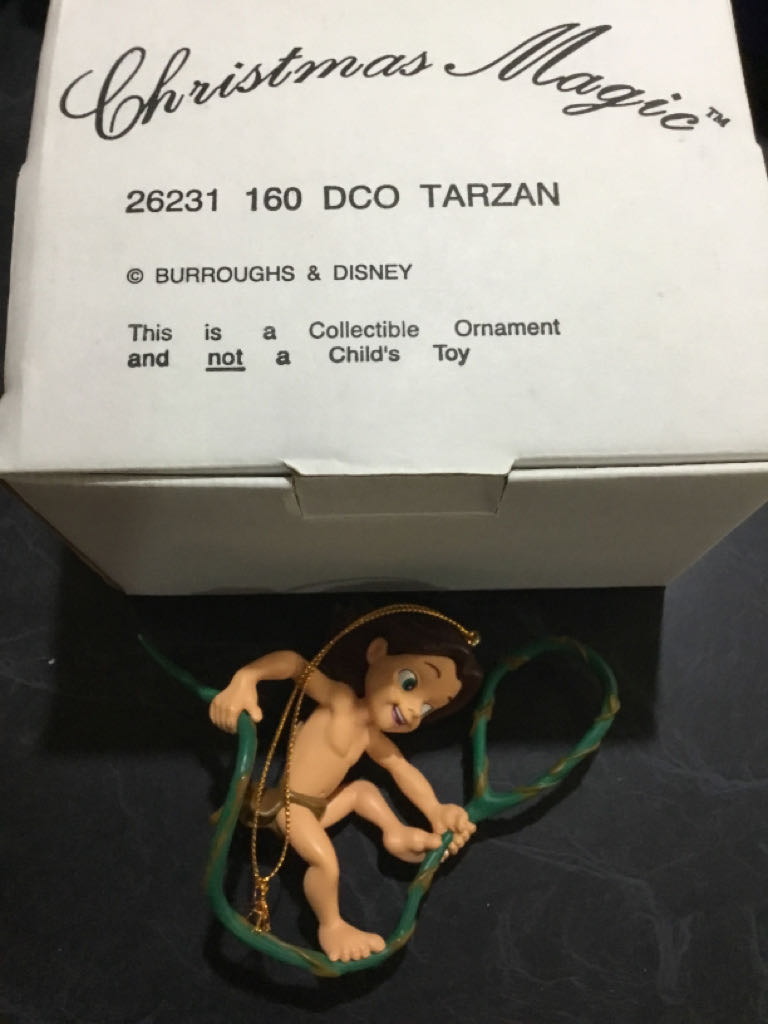 Christmas Magic™
26231 160 DCO TARZAN
© BURROUGHS & DISNEY
This is a Collectible Ornament
and not a Child's Toy